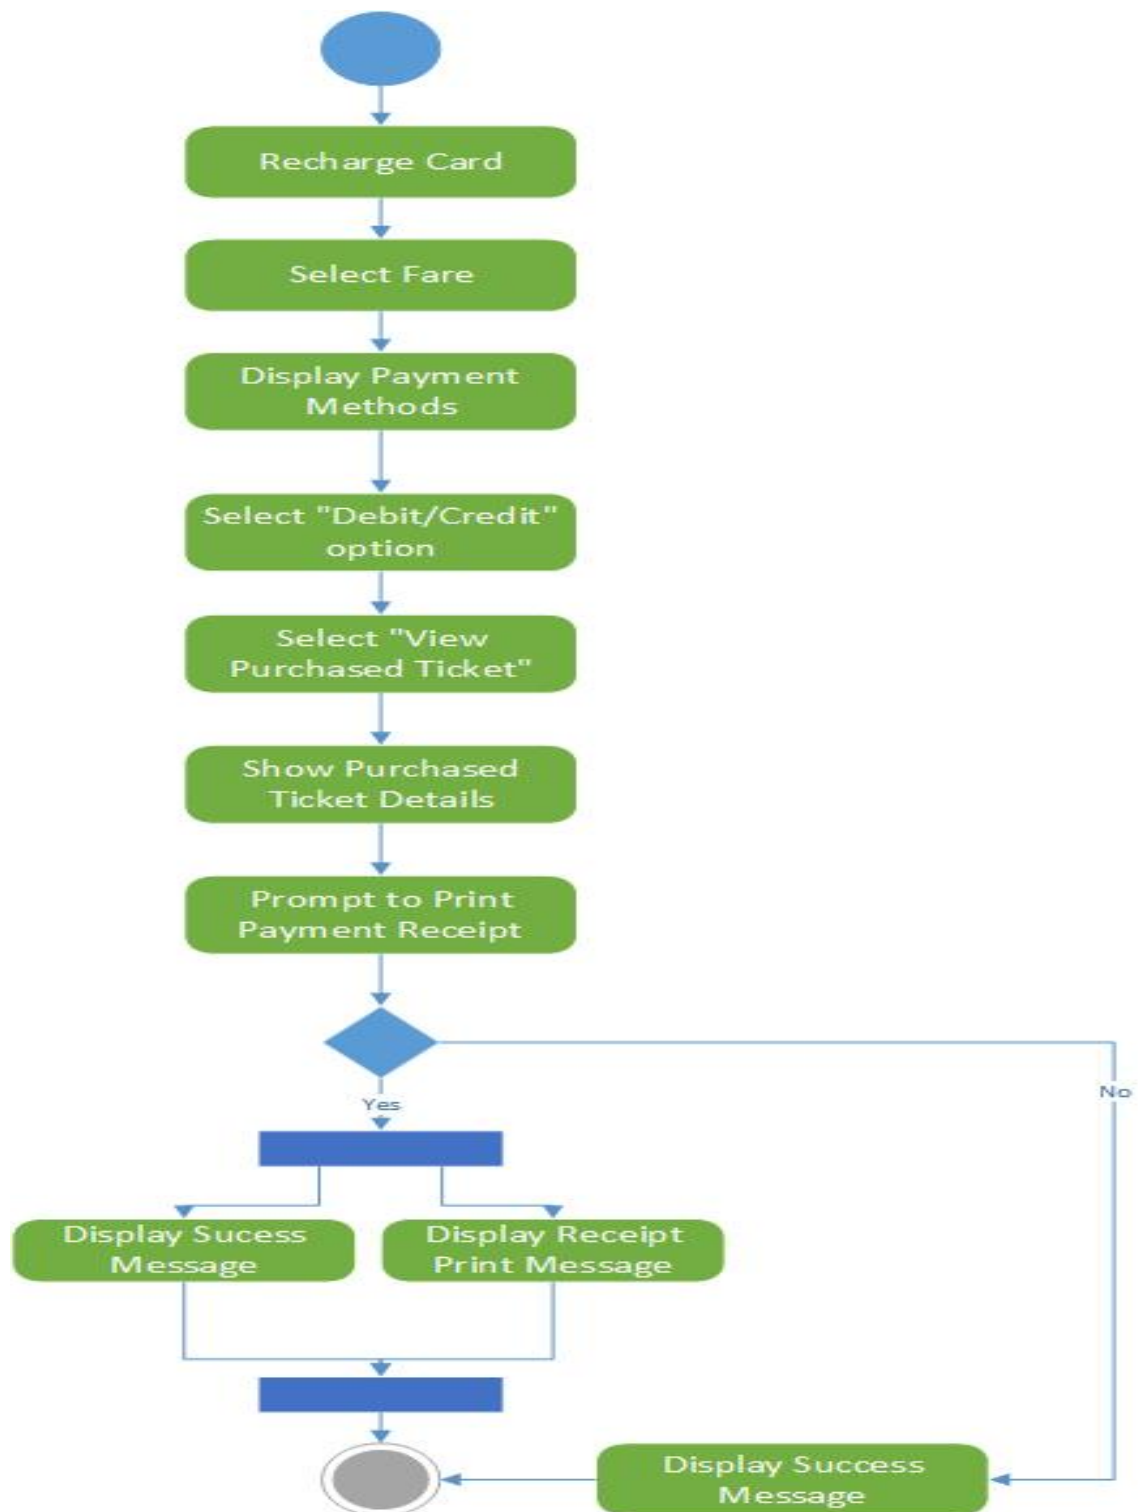 Recharge Card
Select Fare
Display Payment
Methods
Select "Debit/Credit"
option
Select "View
Purchased Ticket"
Show Purchased
Ticket Details
Prompt to Print
Payment Receipt
No
Yes
Display Sucess
Message
Display Receipt
Print Message
Display Success
Message